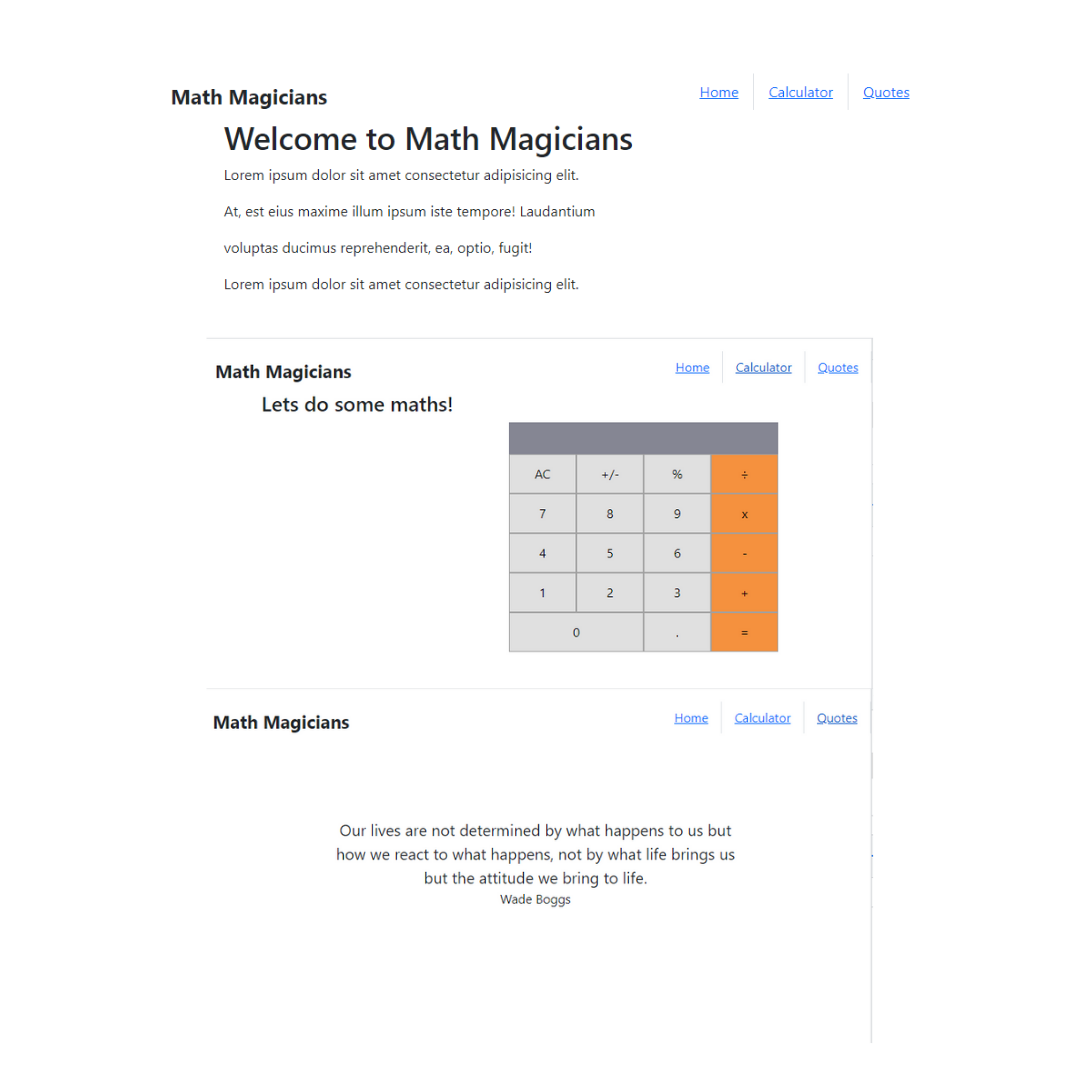 Math Magicians
Home Calculator Quotes
Welcome to Math Magicians
Lorem ipsum dolor sit amet consectetur adipisicing elit.
At, est eius maxime illum ipsum iste tempore! Laudantium
voluptas ducimus reprehenderit, ea, optio, fugit!
Lorem ipsum dolor sit amet consectetur adipisicing elit.
Math Magicians
Home Calculator Quotes
Lets do some maths!
AC +/- % ÷
7 8 9 x
4 5 6 -
1 2 3 +
0 . =
Math Magicians
Home Calculator Quotes
Our lives are not determined by what happens to us but
how we react to what happens, not by what life brings us
but the attitude we bring to life.
Wade Boggs